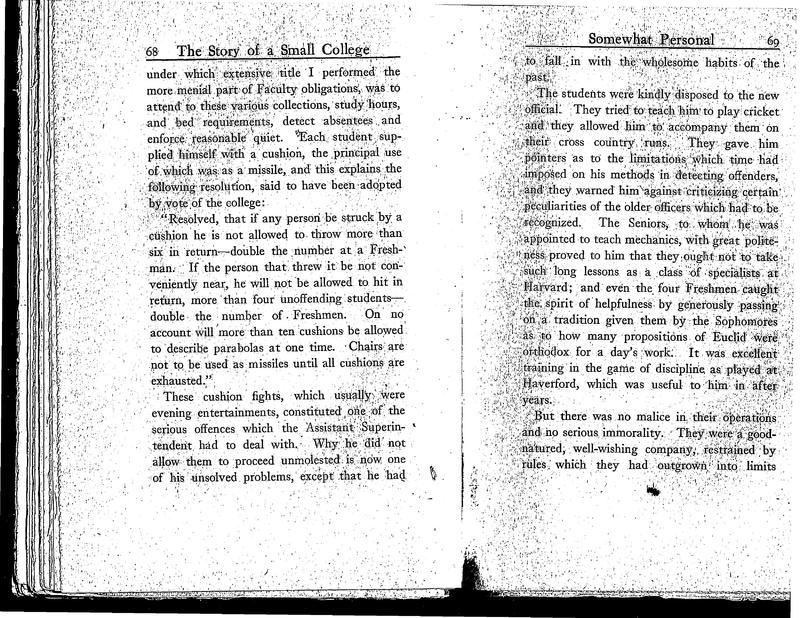 68 The Story of a Small College
under which extensive title I performed the
more menial part of Faculty obligations, was to
attend to these various collections, study hours,
and bed requirements, detect absentees and
enforce reasonable quiet. Each student sup-
plied himself with a cushion, the principal use
of which was as a missile, and this explains the
following resolution, said to have been adopted
by vote of the college:
"Resolved, that if any person be struck by a
cushion he is not allowed to throw more than
six in return—double the number at a Fresh-
man. If the person that threw it be not con-
veniently near, he will not be allowed to hit in
return, more than four unoffending students—
double the number of Freshmen. On no
account will more than ten cushions be allowed
to describe parabolas at one time. Chairs are
not to be used as missiles until all cushions are
exhausted."
These cushion fights, which usually were
evening entertainments, constituted one of the
serious offences which the Assistant Superin-
tendent had to deal with. Why he did not
allow them to proceed unmolested is now one
of his unsolved problems, except that he had
Somewhat Personal 69
to fall in with the wholesome habits of the
past.
The students were kindly disposed to the new
official. They tried to teach him to play cricket
and they allowed him to accompany them on
their cross country runs. They gave him
pointers as to the limitations which time had
imposed on his methods in detecting offenders,
and they warned him against criticizing certain
peculiarities of the older officers which had to be
recognized. The Seniors, to whom he was
appointed to teach mechanics, with great polite-
ness proved to him that they ought not to take
such long lessons as a class of specialists at
Harvard; and even the four Freshmen caught
the spirit of helpfulness by generously passing
on a tradition given them by the Sophomores
as to how many propositions of Euclid were
orthodox for a day's work. It was excellent
training in the game of discipline as played at
Haverford, which was useful to him in after
years.
But there was no malice in their operations
and no serious immorality. They were a good-
natured, well-wishing company, restrained by
rules which they had outgrown into limits